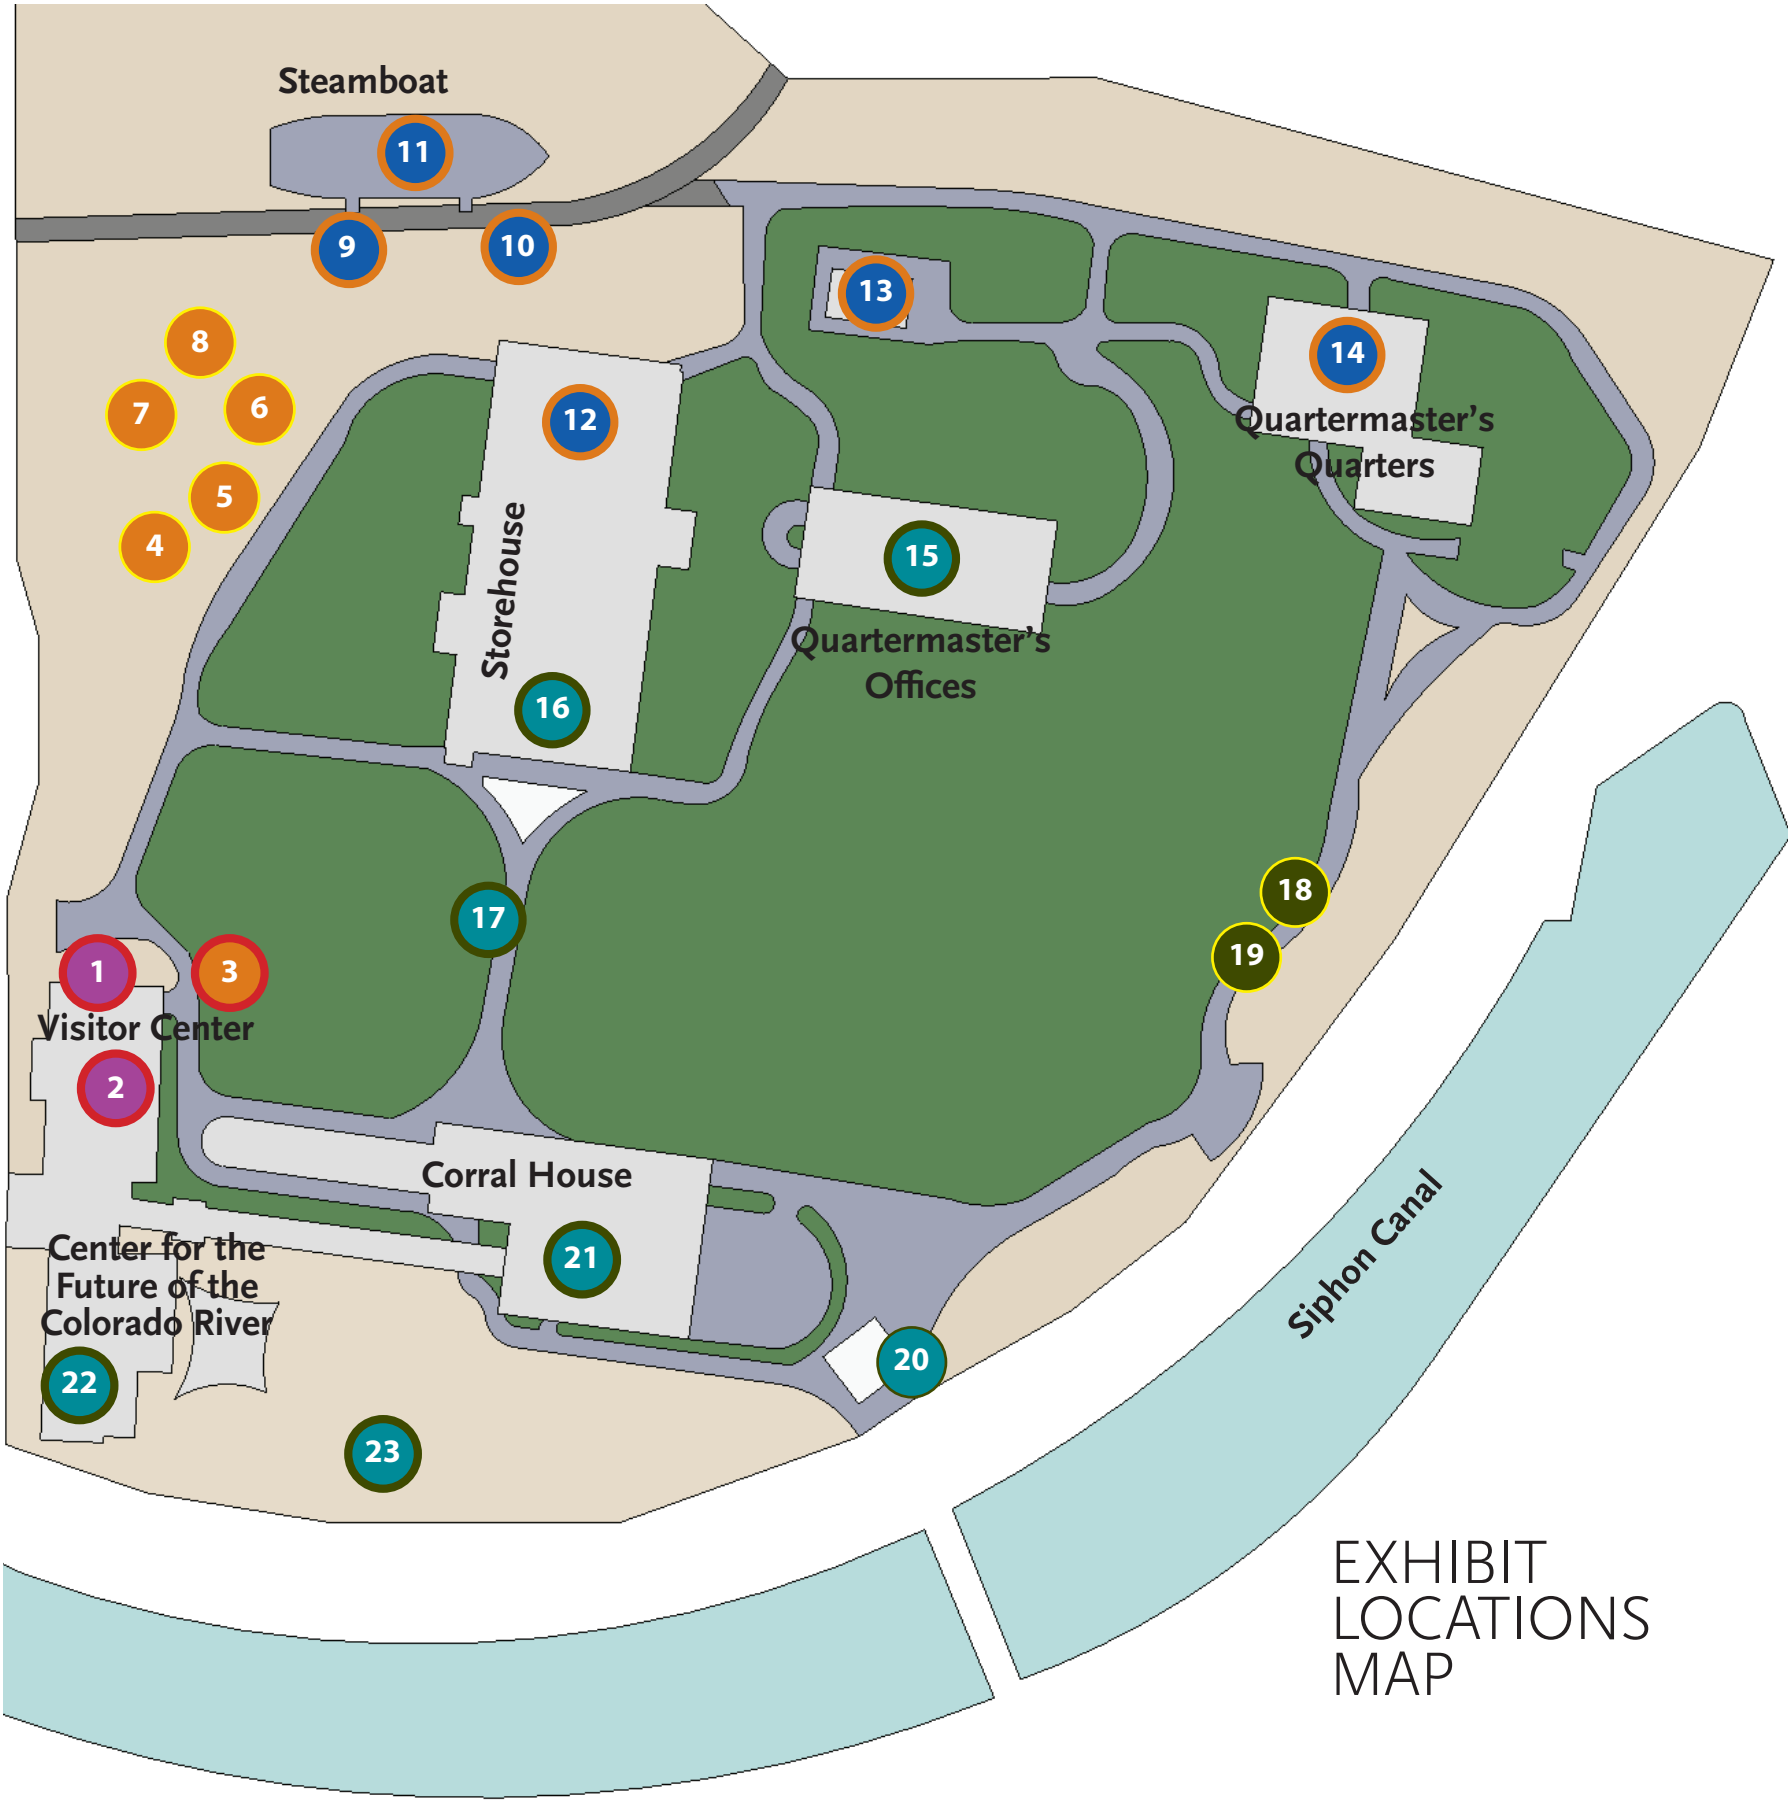 Steamboat
11
9
10
13
8
14
7
6
12
Quartermaster's
Quarters
5
4
Storehouse
15
Quartermaster's
Offices
16
18
17
19
1
3
Visitor Center
2
Corral House
Siphon Canal
21
Center for the
Future of the
Colorado River
20
22
23
EXHIBIT
LOCATIONS
MAP